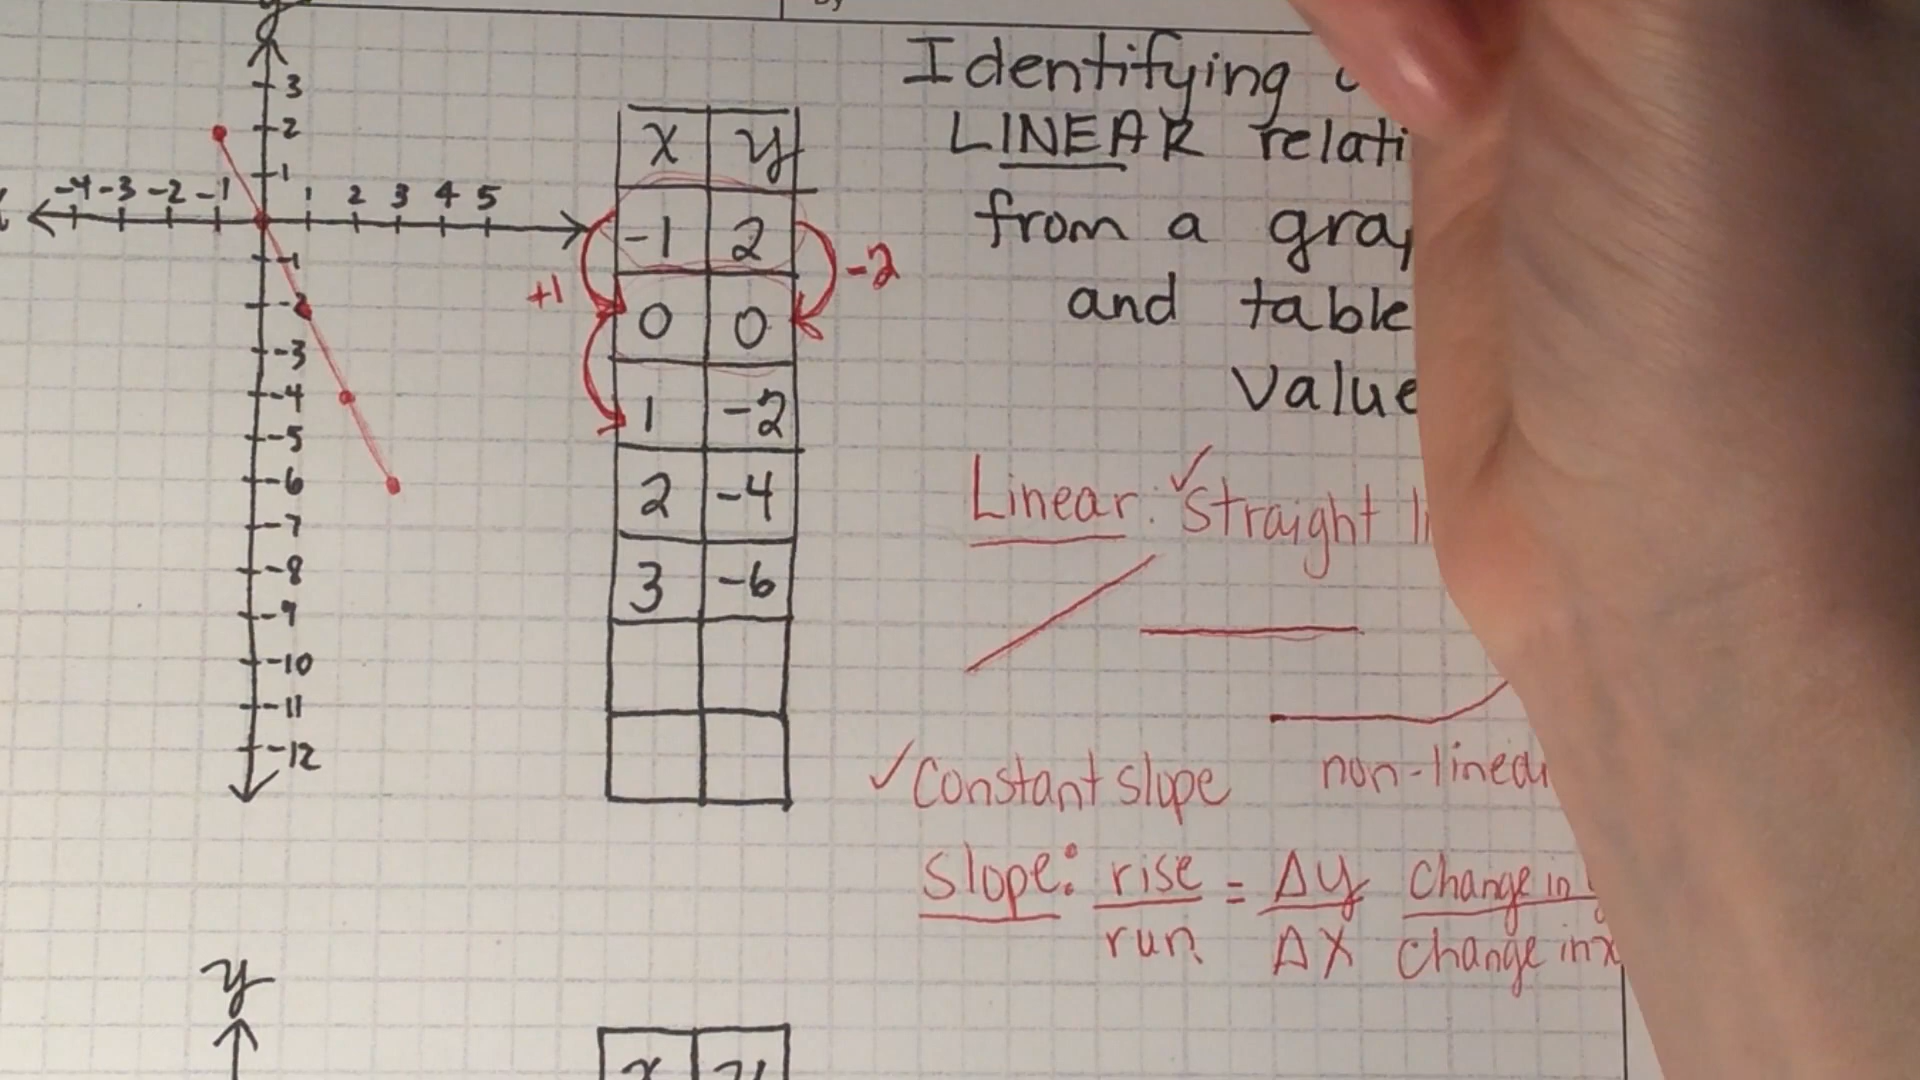 Identifying
LINEAR relati
from a gra
and table
Value
y
3
2
1
-4 -3 -2 -1 1 2 3 4 5
-1
-2
-3
-4
-5
-6
-7
-8
-9
-10
-11
-12
x y
-1 2
0 0
1 -2
2 -4
3 -6
+1
-2
Linear: ✓Straight li
✓Constant slope
non-linea
Slope: rise = Δy Change in
run Δx Change in x
y
x y